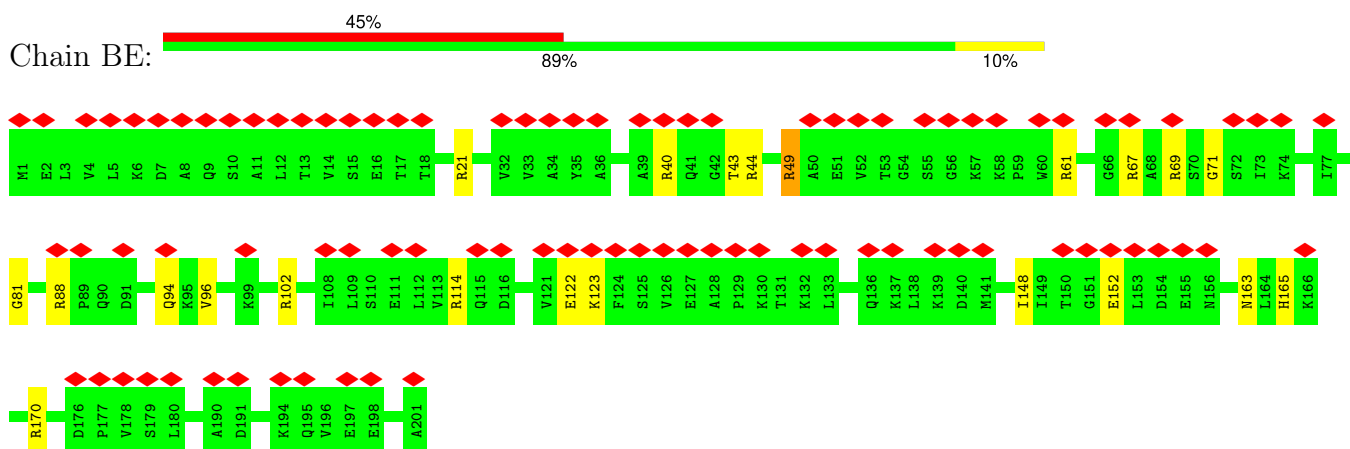 45%
Chain BE:
89% 10%
M1 E2 L3 V4 L5 K6 D7 A8 Q9 S10 A11 L12 T13 V14 S15 E16 T17 T18 R21 V32 V33 A34 Y35 A36 A39 R40 Q41 G42 T43 R44 R49 A50 E51 V52 T53 G54 S55 G56 K57 K58 P59 W60 R61 G66 R67 A68 R69 S70 G71 S72 I73 K74 I77
G81 R88 P89 Q90 D91 Q94 K95 V96 K99 R102 I108 L109 S110 E111 L112 V113 R114 Q115 D116 V121 E122 K123 F124 S125 V126 E127 A128 P129 K130 T131 K132 L133 Q136 K137 L138 K139 D140 M141 I148 I149 T150 G151 E152 L153 D154 E155 N156 N163 L164 H165 K166
R170 D176 P177 V178 S179 L180 A190 D191 K194 Q195 V196 E197 E198 A201